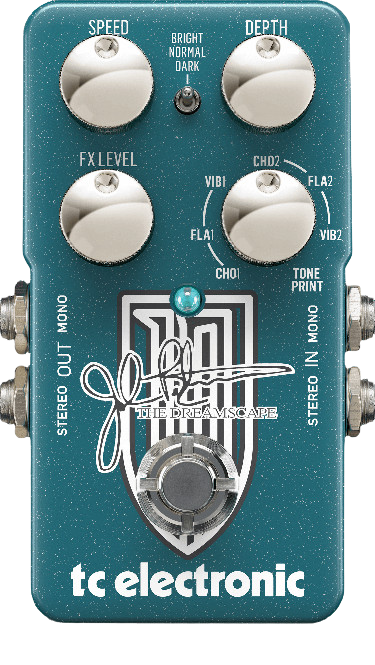 SPEED
BRIGHT
NORMAL
DARK
DEPTH
FX LEVEL
CHO2
VIB1
FLA2
FLA1
VIB2
CHO1
TONE
PRINT
STEREO OUT MONO
STEREO IN MONO
THE DREAMSCAPE
tc electronic